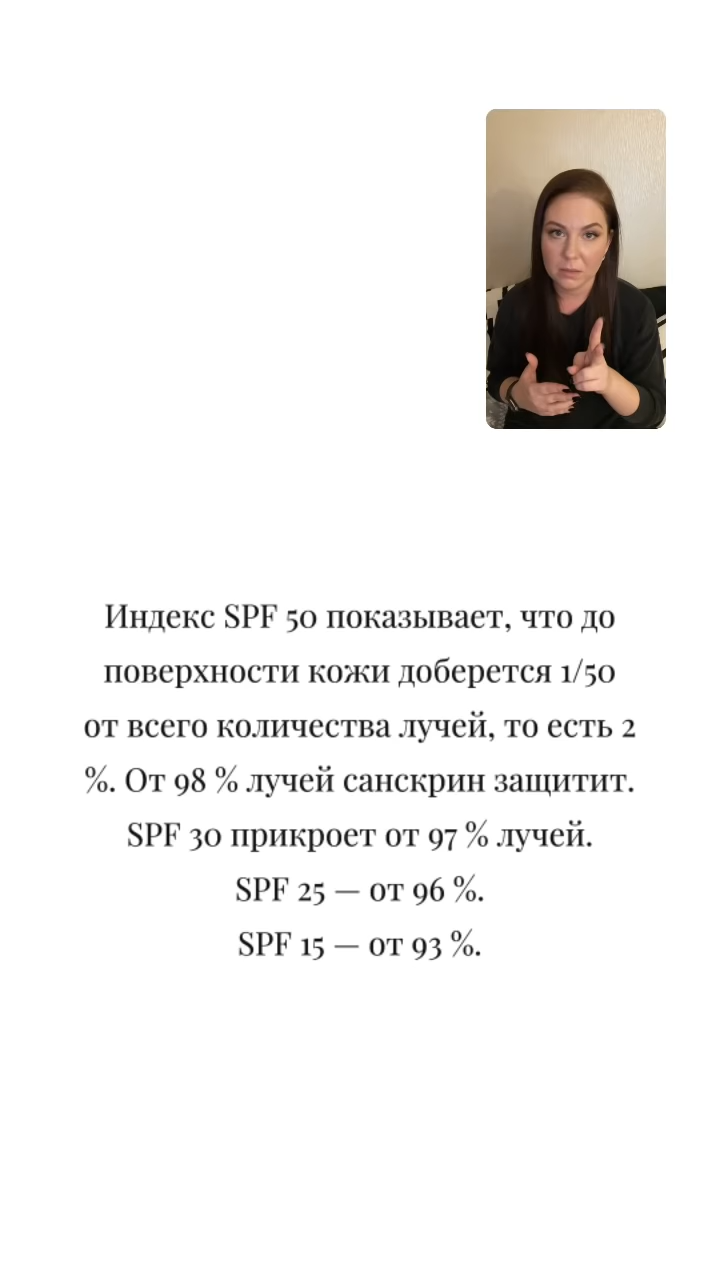 Индекс SPF 50 показывает, что до
поверхности кожи доберется 1/50
от всего количества лучей, то есть 2
%. От 98 % лучей санскрин защитит.
SPF 30 прикроет от 97 % лучей.
SPF 25 — от 96 %.
SPF 15 — от 93 %.